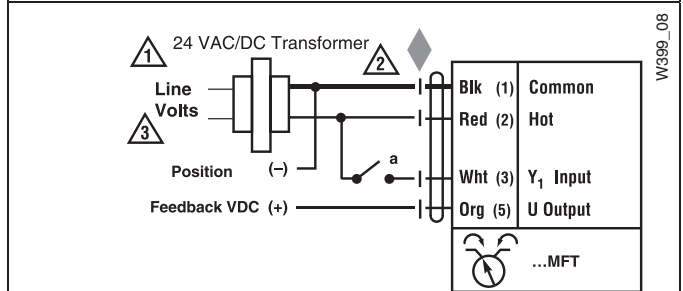 W399_08
1 24 VAC/DC Transformer
2
Line
Volts
3
Blk (1) Common
Red (2) Hot
a
Position (–)
Wht (3) Y₁ Input
Feedback VDC (+)
Org (5) U Output
...MFT